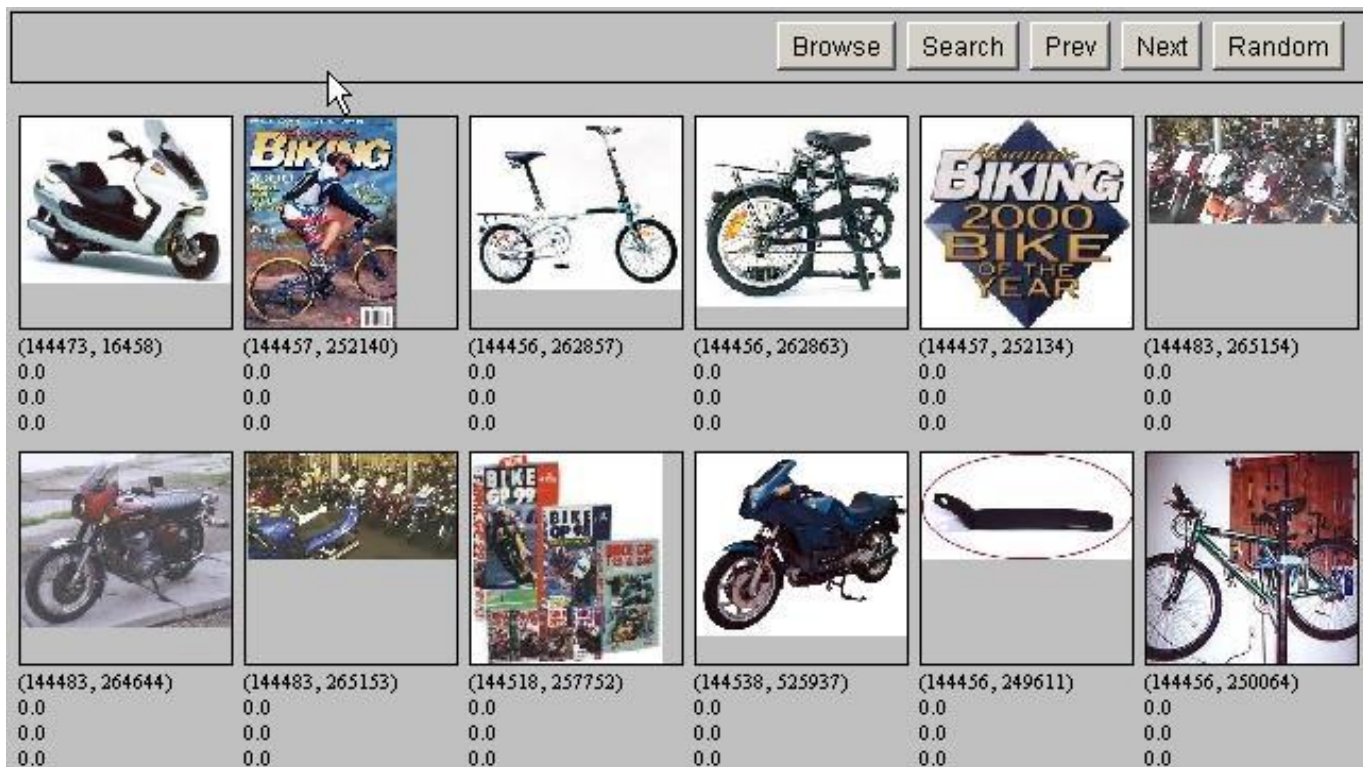 Browse Search Prev Next Random
BIKING
BIKING
2000
BIKE
OF THE
YEAR
(144473, 16458) (144457, 252140) (144456, 262857) (144456, 262863) (144457, 252134) (144483, 265154)
0.0 0.0 0.0 0.0 0.0 0.0
0.0 0.0 0.0 0.0 0.0 0.0
0.0 0.0 0.0 0.0 0.0 0.0
BIKE
GP 99
BIKE
BIKE GP
(144483, 264644) (144483, 265153) (144518, 257752) (144538, 525937) (144456, 249611) (144456, 250064)
0.0 0.0 0.0 0.0 0.0 0.0
0.0 0.0 0.0 0.0 0.0 0.0
0.0 0.0 0.0 0.0 0.0 0.0